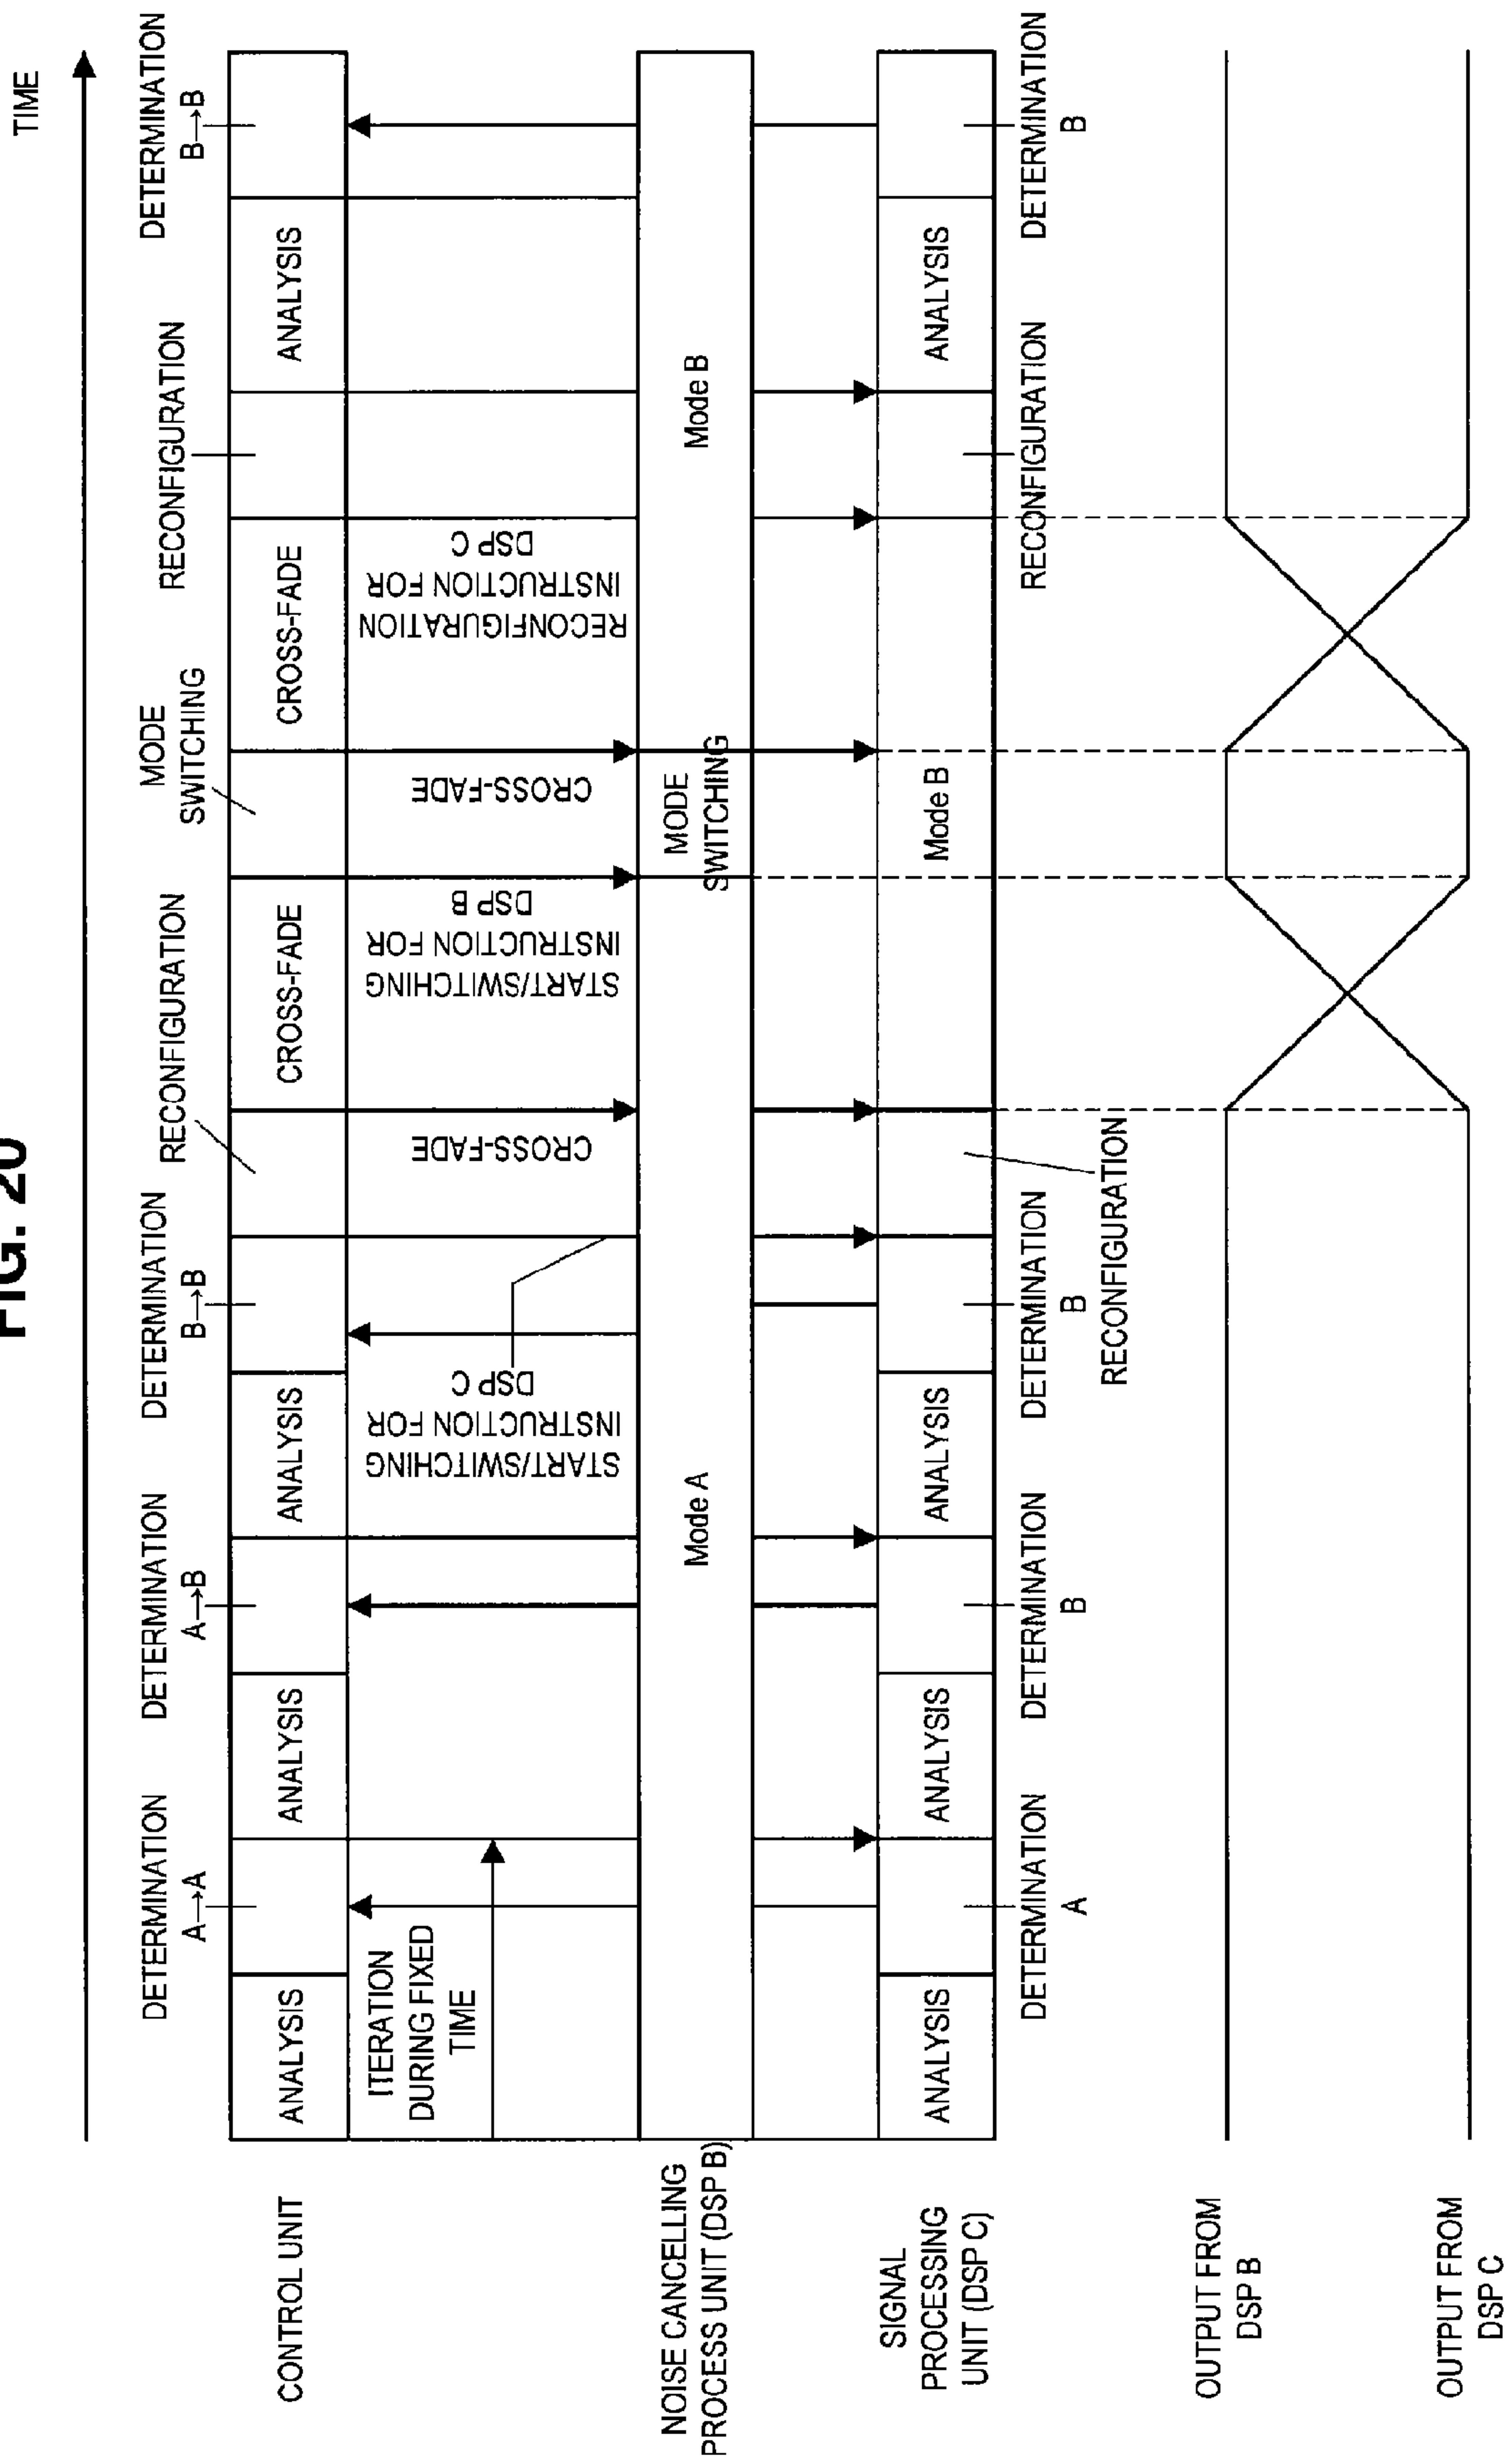 FIG. 20
TIME
CONTROL UNIT
DETERMINATION
A→A
DETERMINATION
A→B
DETERMINATION
B→B
RECONFIGURATION
MODE
SWITCHING
RECONFIGURATION
DETERMINATION
B→B
ANALYSIS
ANALYSIS
ANALYSIS
CROSS-FADE
CROSS-FADE
ANALYSIS
ITERATION
DURING FIXED
TIME
START/SWITCHING
INSTRUCTION FOR
DSP C
CROSS-FADE
START/SWITCHING
INSTRUCTION FOR
DSP B
CROSS-FADE
RECONFIGURATION
INSTRUCTION FOR
DSP C
NOISE CANCELLING
PROCESS UNIT (DSP B)
Mode A
MODE
SWITCHING
Mode B
SIGNAL
PROCESSING
UNIT (DSP C)
ANALYSIS
ANALYSIS
ANALYSIS
Mode B
ANALYSIS
DETERMINATION
A
DETERMINATION
B
DETERMINATION
B
RECONFIGURATION
RECONFIGURATION
DETERMINATION
B
OUTPUT FROM
DSP B
OUTPUT FROM
DSP C